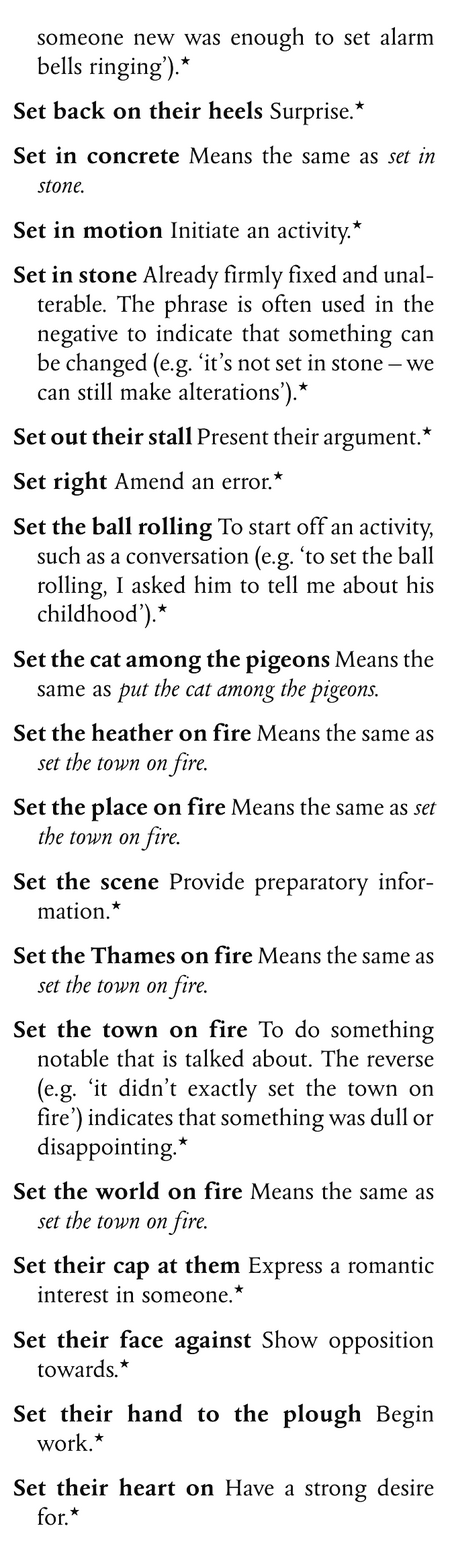 someone new was enough to set alarm
bells ringing’).★
Set back on their heels Surprise.★
Set in concrete Means the same as set in
stone.
Set in motion Initiate an activity.★
Set in stone Already firmly fixed and unal-
terable. The phrase is often used in the
negative to indicate that something can
be changed (e.g. ‘it’s not set in stone – we
can still make alterations’).★
Set out their stall Present their argument.★
Set right Amend an error.★
Set the ball rolling To start off an activity,
such as a conversation (e.g. ‘to set the ball
rolling, I asked him to tell me about his
childhood’).★
Set the cat among the pigeons Means the
same as put the cat among the pigeons.
Set the heather on fire Means the same as
set the town on fire.
Set the place on fire Means the same as set
the town on fire.
Set the scene Provide preparatory infor-
mation.★
Set the Thames on fire Means the same as
set the town on fire.
Set the town on fire To do something
notable that is talked about. The reverse
(e.g. ‘it didn’t exactly set the town on
fire’) indicates that something was dull or
disappointing.★
Set the world on fire Means the same as
set the town on fire.
Set their cap at them Express a romantic
interest in someone.★
Set their face against Show opposition
towards.★
Set their hand to the plough Begin
work.★
Set their heart on Have a strong desire
for.★